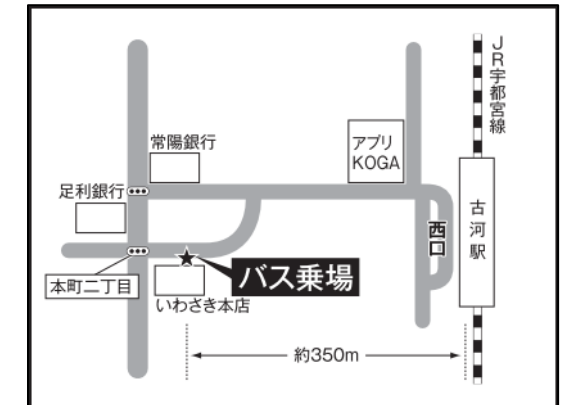 JR宇都宮線
常陽銀行
アプリ
KOGA
足利銀行
古河駅
西口
バス乗場
本町二丁目
いわさき本店
約350m